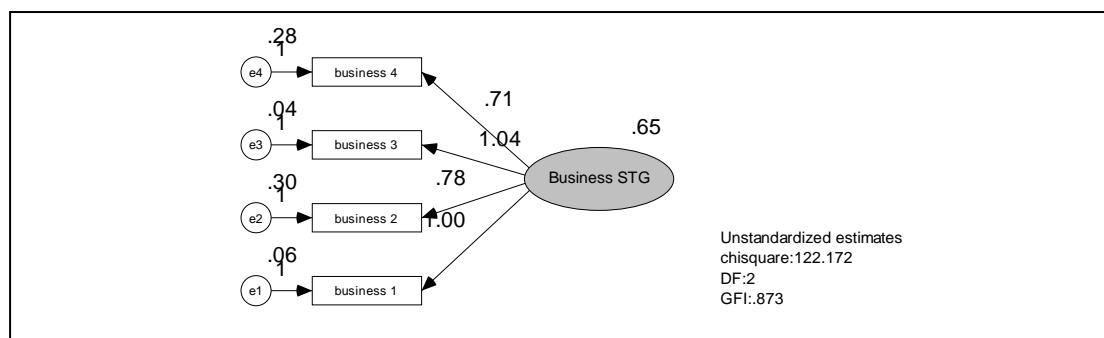 .28
1
e4
business 4
.71
.04
1
e3
business 3
1.04
.65
.30
1
e2
business 2
.78
Business STG
1.00
.06
1
e1
business 1
Unstandardized estimates
chisquare:122.172
DF:2
GFI:.873